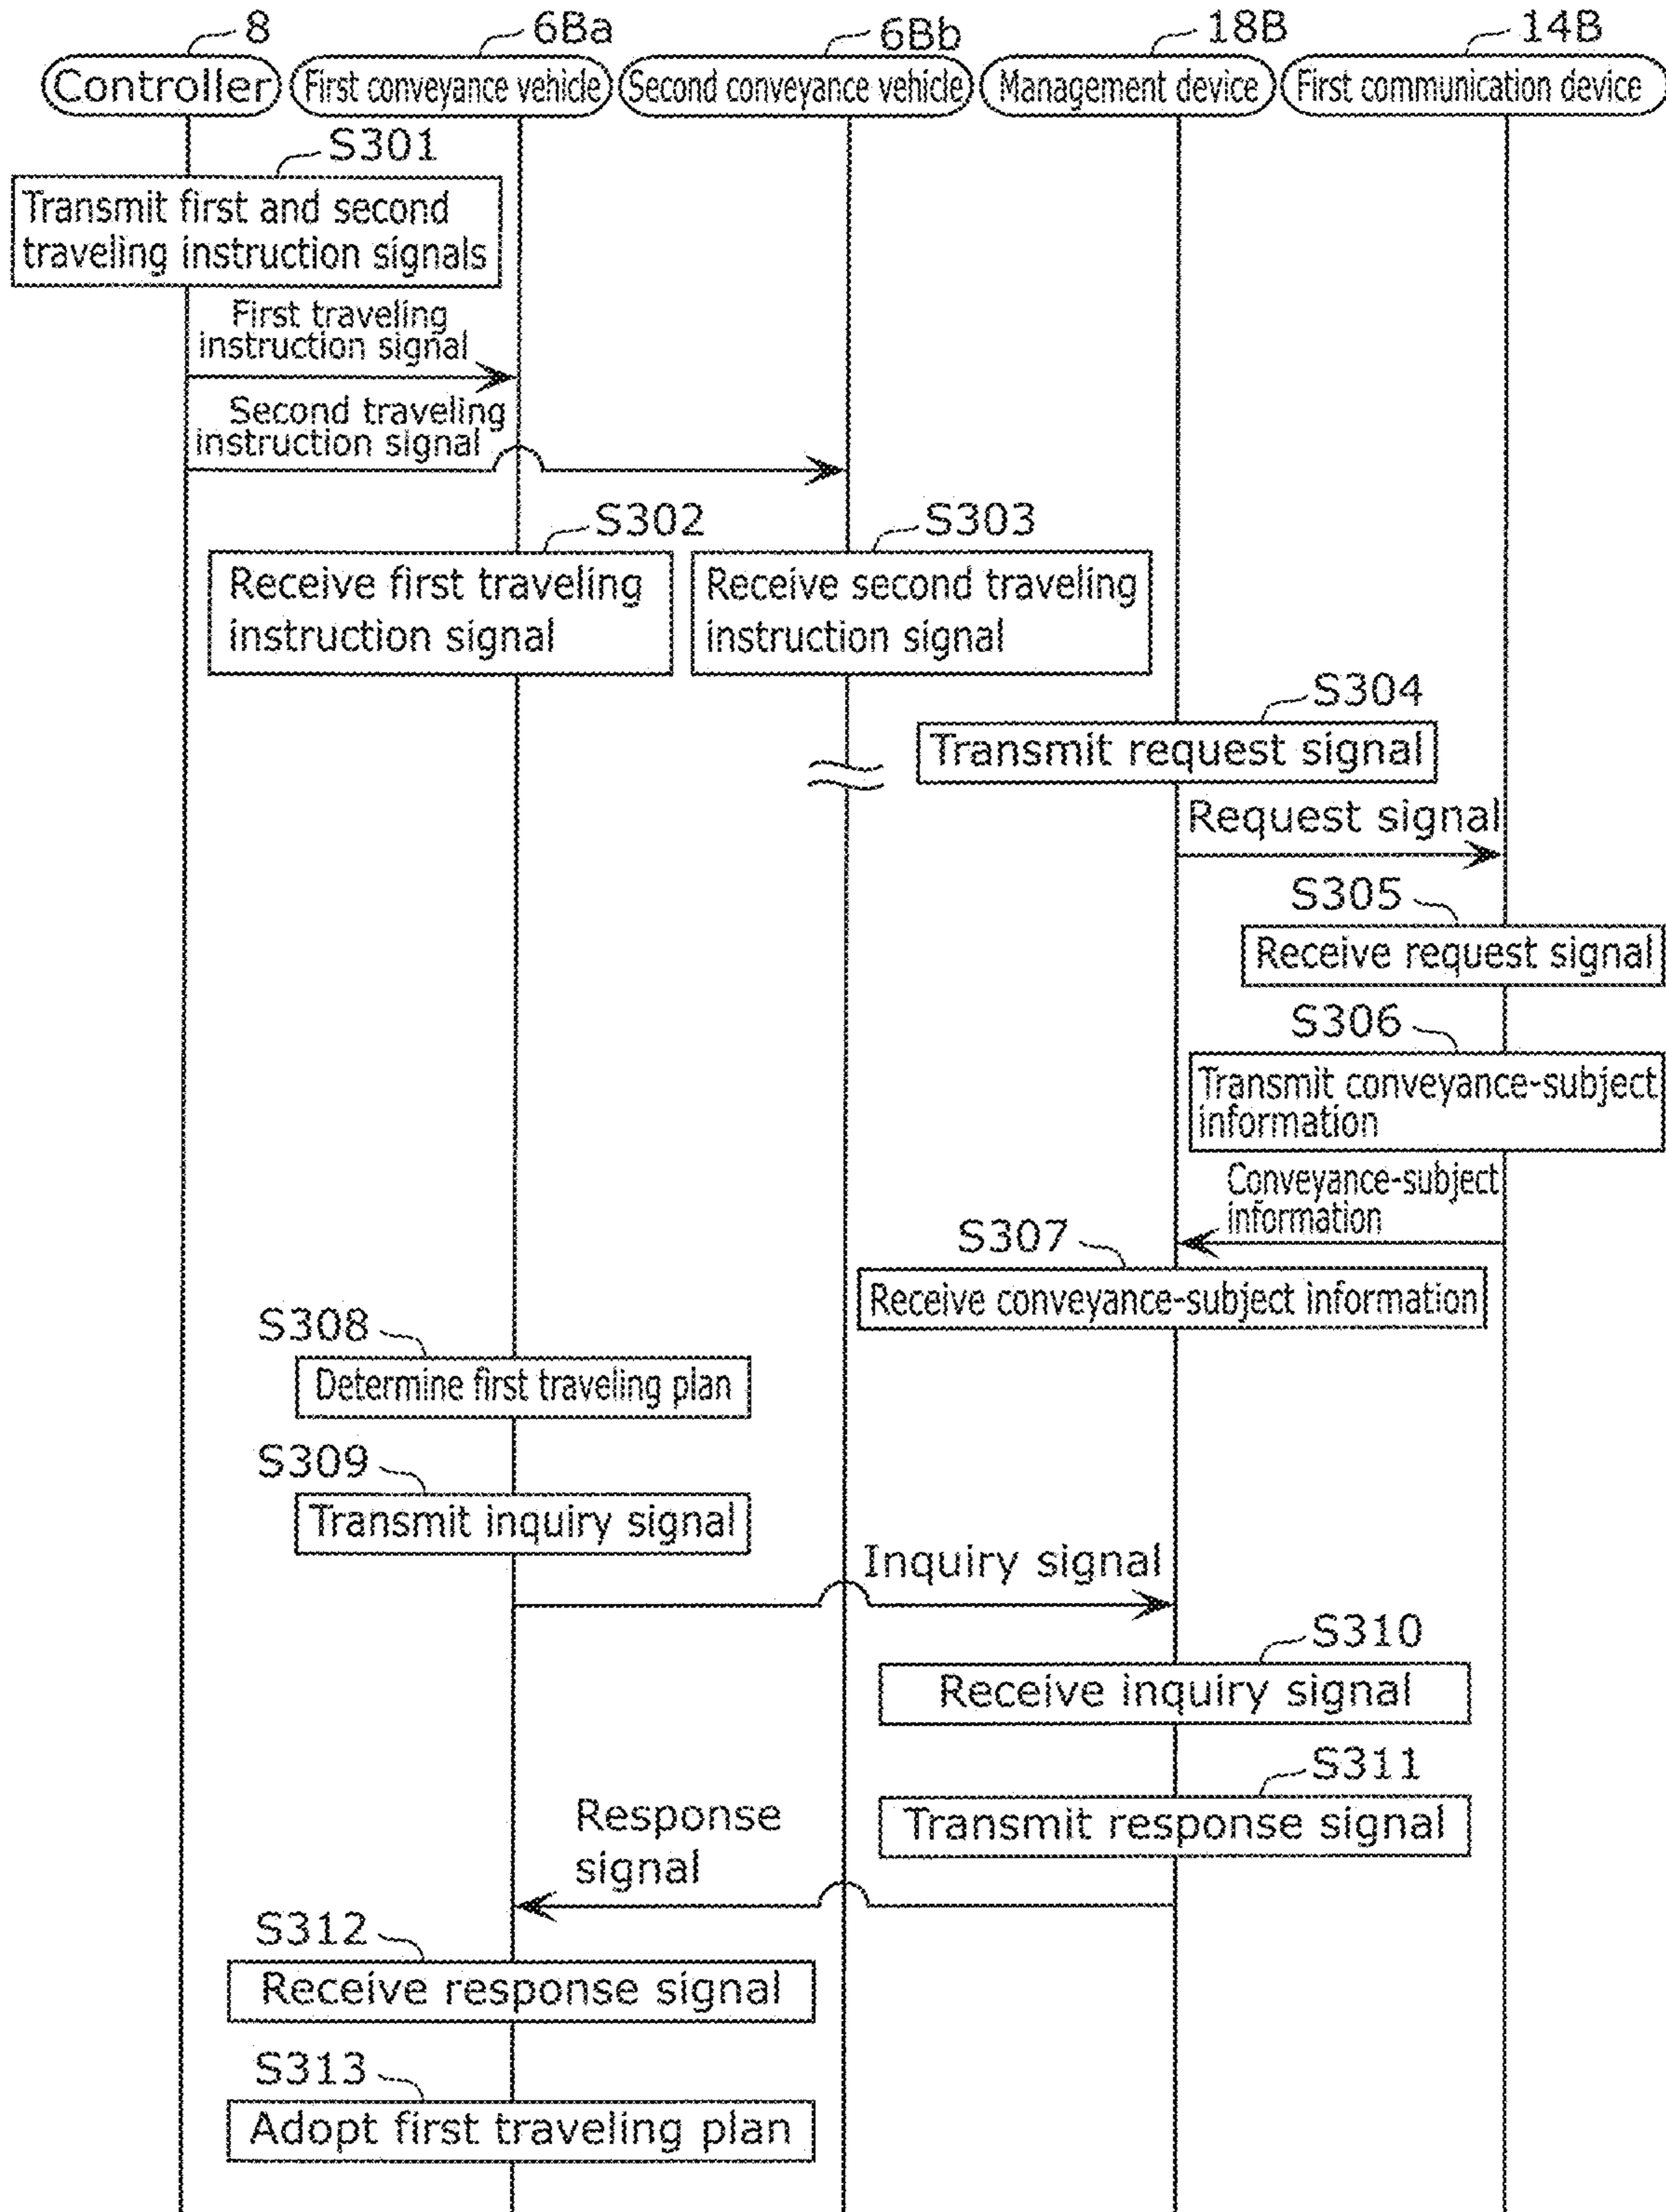 8
6Ba
6Bb
18B
14B
Controller
First conveyance vehicle
Second conveyance vehicle
Management device
First communication device
S301
Transmit first and second
traveling instruction signals
First traveling
instruction signal
Second traveling
instruction signal
S302
S303
Receive first traveling
instruction signal
Receive second traveling
instruction signal
S304
Transmit request signal
Request signal
S305
Receive request signal
S306
Transmit conveyance-subject
information
Conveyance-subject
information
S307
Receive conveyance-subject information
S308
Determine first traveling plan
S309
Transmit inquiry signal
Inquiry signal
S310
Receive inquiry signal
S311
Transmit response signal
Response
signal
S312
Receive response signal
S313
Adopt first traveling plan